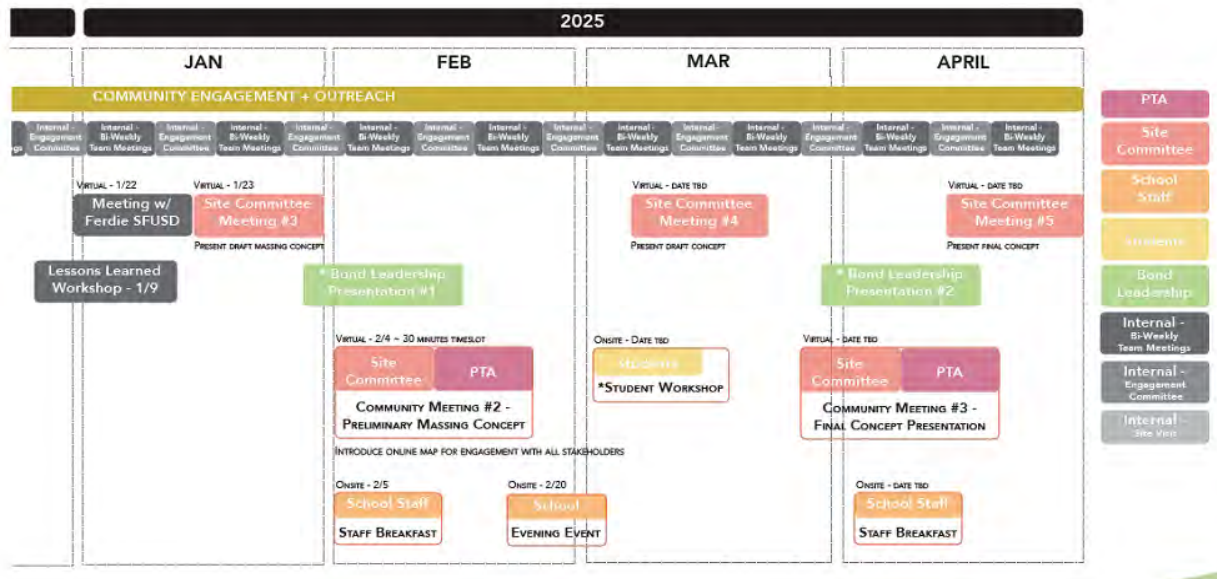 2025
JAN
FEB
MAR
APRIL
COMMUNITY ENGAGEMENT + OUTREACH
gs
Internal - Engagement Committee
Internal - Bi-Weekly Team Meetings
Internal - Engagement Committee
Internal - Bi-Weekly Team Meetings
Internal - Engagement Committee
Internal - Bi-Weekly Team Meetings
Internal - Engagement Committee
Internal - Bi-Weekly Team Meetings
Internal - Engagement Committee
Internal - Bi-Weekly Team Meetings
Internal - Engagement Committee
Internal - Bi-Weekly Team Meetings
Internal - Engagement Committee
Internal - Bi-Weekly Team Meetings
Internal - Engagement Committee
Internal - Bi-Weekly Team Meetings
VIRTUAL - 1/22
Meeting w/
Ferdie SFUSD
VIRTUAL - 1/23
Site Committee
Meeting #3
PRESENT DRAFT MASSING CONCEPT
VIRTUAL - DATE TBD
Site Committee
Meeting #4
PRESENT DRAFT CONCEPT
VIRTUAL - DATE TBD
Site Committee
Meeting #5
PRESENT FINAL CONCEPT
Lessons Learned
Workshop - 1/9
* Bond Leadership
Presentation #1
* Bond Leadership
Presentation #2
VIRTUAL - 2/4 ~ 30 MINUTES TIMESLOT
Site
Committee
PTA
COMMUNITY MEETING #2 -
PRELIMINARY MASSING CONCEPT
INTRODUCE ONLINE MAP FOR ENGAGEMENT WITH ALL STAKEHOLDERS
ONSITE - DATE TBD
Students
*STUDENT WORKSHOP
VIRTUAL - DATE TBD
Site
Committee
PTA
COMMUNITY MEETING #3 -
FINAL CONCEPT PRESENTATION
ONSITE - 2/5
School Staff
STAFF BREAKFAST
ONSITE - 2/20
School
EVENING EVENT
ONSITE - DATE TBD
School Staff
STAFF BREAKFAST
PTA
Site
Committee
School
Staff
Students
Bond
Leadership
Internal -
Bi-Weekly
Team Meetings
Internal -
Engagement
Committee
Internal -
Site Visit